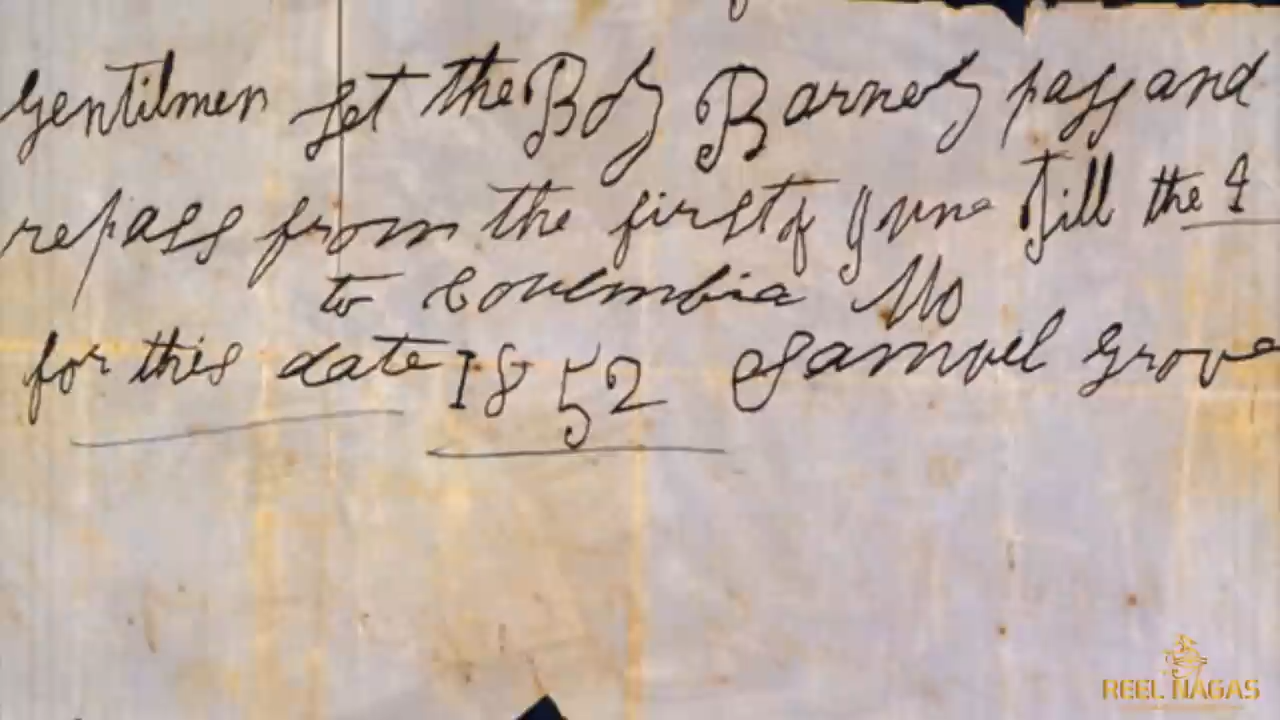 Gentilmen Let the Boy Barney pass and
repass from the first of June Till the 4
to Coulumbia Mo
for this date 1852 Samuel Grove
REEL NAGAS